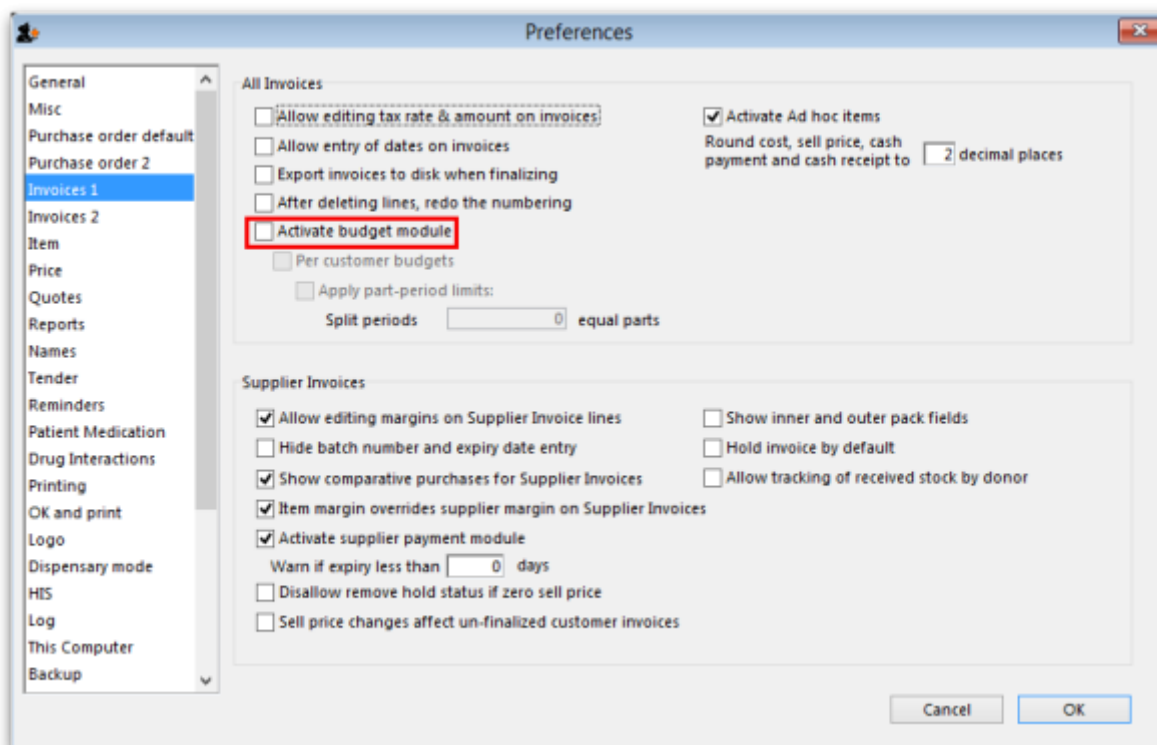 Preferences
General
Misc
Purchase order default
Purchase order 2
Invoices 1
Invoices 2
Item
Price
Quotes
Reports
Names
Tender
Reminders
Patient Medication
Drug Interactions
Printing
OK and print
Logo
Dispensary mode
HIS
Log
This Computer
Backup
All Invoices
Allow editing tax rate & amount on invoices
Allow entry of dates on invoices
Export invoices to disk when finalizing
After deleting lines, redo the numbering
Activate budget module
Per customer budgets
Apply part-period limits:
Split periods 0 equal parts
Activate Ad hoc items
Round cost, sell price, cash
payment and cash receipt to 2 decimal places
Supplier Invoices
Allow editing margins on Supplier Invoice lines
Hide batch number and expiry date entry
Show comparative purchases for Supplier Invoices
Item margin overrides supplier margin on Supplier Invoices
Activate supplier payment module
Warn if expiry less than 0 days
Disallow remove hold status if zero sell price
Sell price changes affect un-finalized customer invoices
Show inner and outer pack fields
Hold invoice by default
Allow tracking of received stock by donor
Cancel
OK